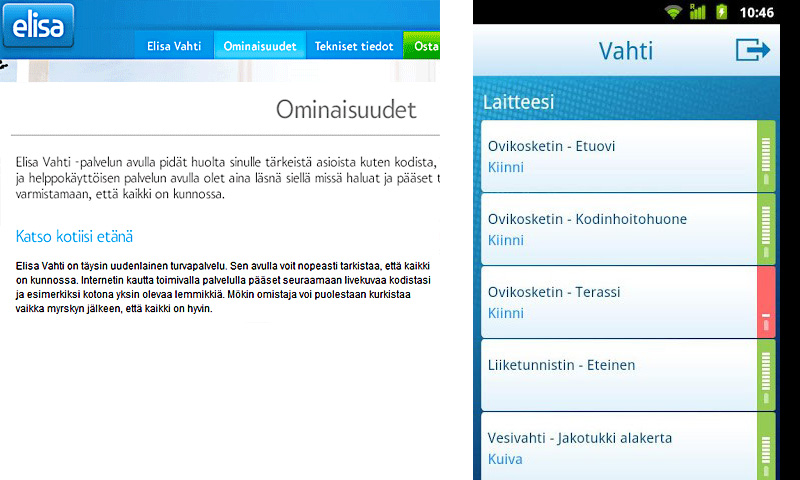 elisa
Elisa Vahti Ominaisuudet Tekniset tiedot Osta
Ominaisuudet
Elisa Vahti -palvelun avulla pidät huolta sinulle tärkeistä asioista kuten kodista,
ja helppokäyttöisen palvelun avulla olet aina läsnä siellä missä haluat ja pääset t
varmistamaan, että kaikki on kunnossa.
Katso kotiisi etänä
Elisa Vahti on täysin uudenlainen turvapalvelu. Sen avulla voit nopeasti tarkistaa, että kaikki
on kunnossa. Internetin kautta toimivalla palvelulla pääset seuraamaan livekuvaa kodistasi
ja esimerkiksi kotona yksin olevaa lemmikkiä. Mökin omistaja voi puolestaan kurkistaa
vaikka myrskyn jälkeen, että kaikki on hyvin.
10:46
Vahti
Laitteesi
Ovikosketin - Etuovi
Kiinni
Ovikosketin - Kodinhoitohuone
Kiinni
Ovikosketin - Terassi
Kiinni
Liiketunnistin - Eteinen
Vesivahti - Jakotukki alakerta
Kuiva